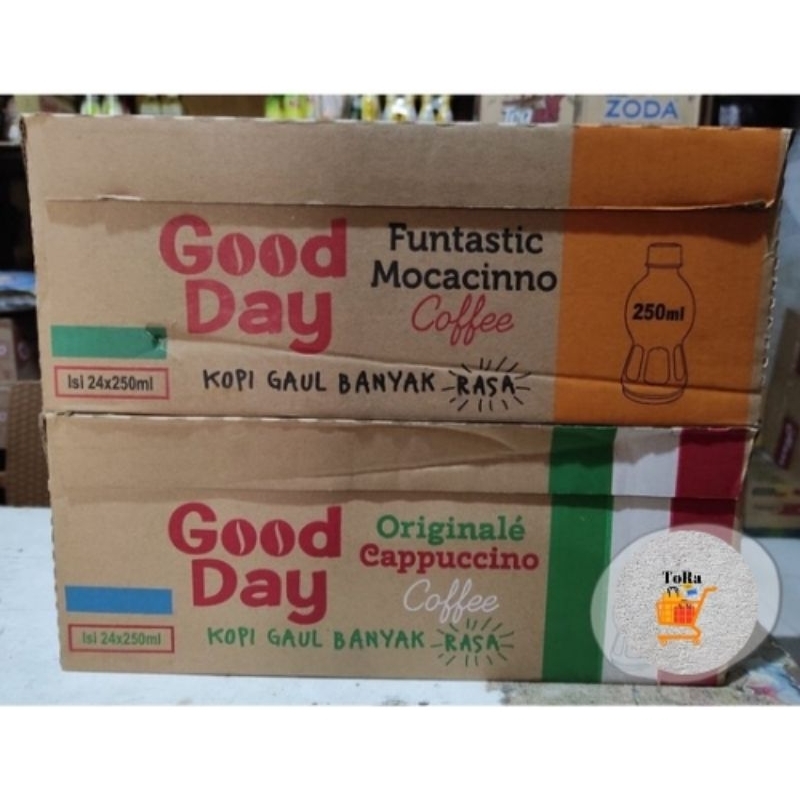 ZODA
Good
Day
Funtastic
Mocacinno
Coffee
250ml
Isi 24x250ml
KOPI GAUL BANYAK RASA
Good
Day
Originalé
Cappuccino
Coffee
Isi 24x250ml
KOPI GAUL BANYAK RASA
ToRa